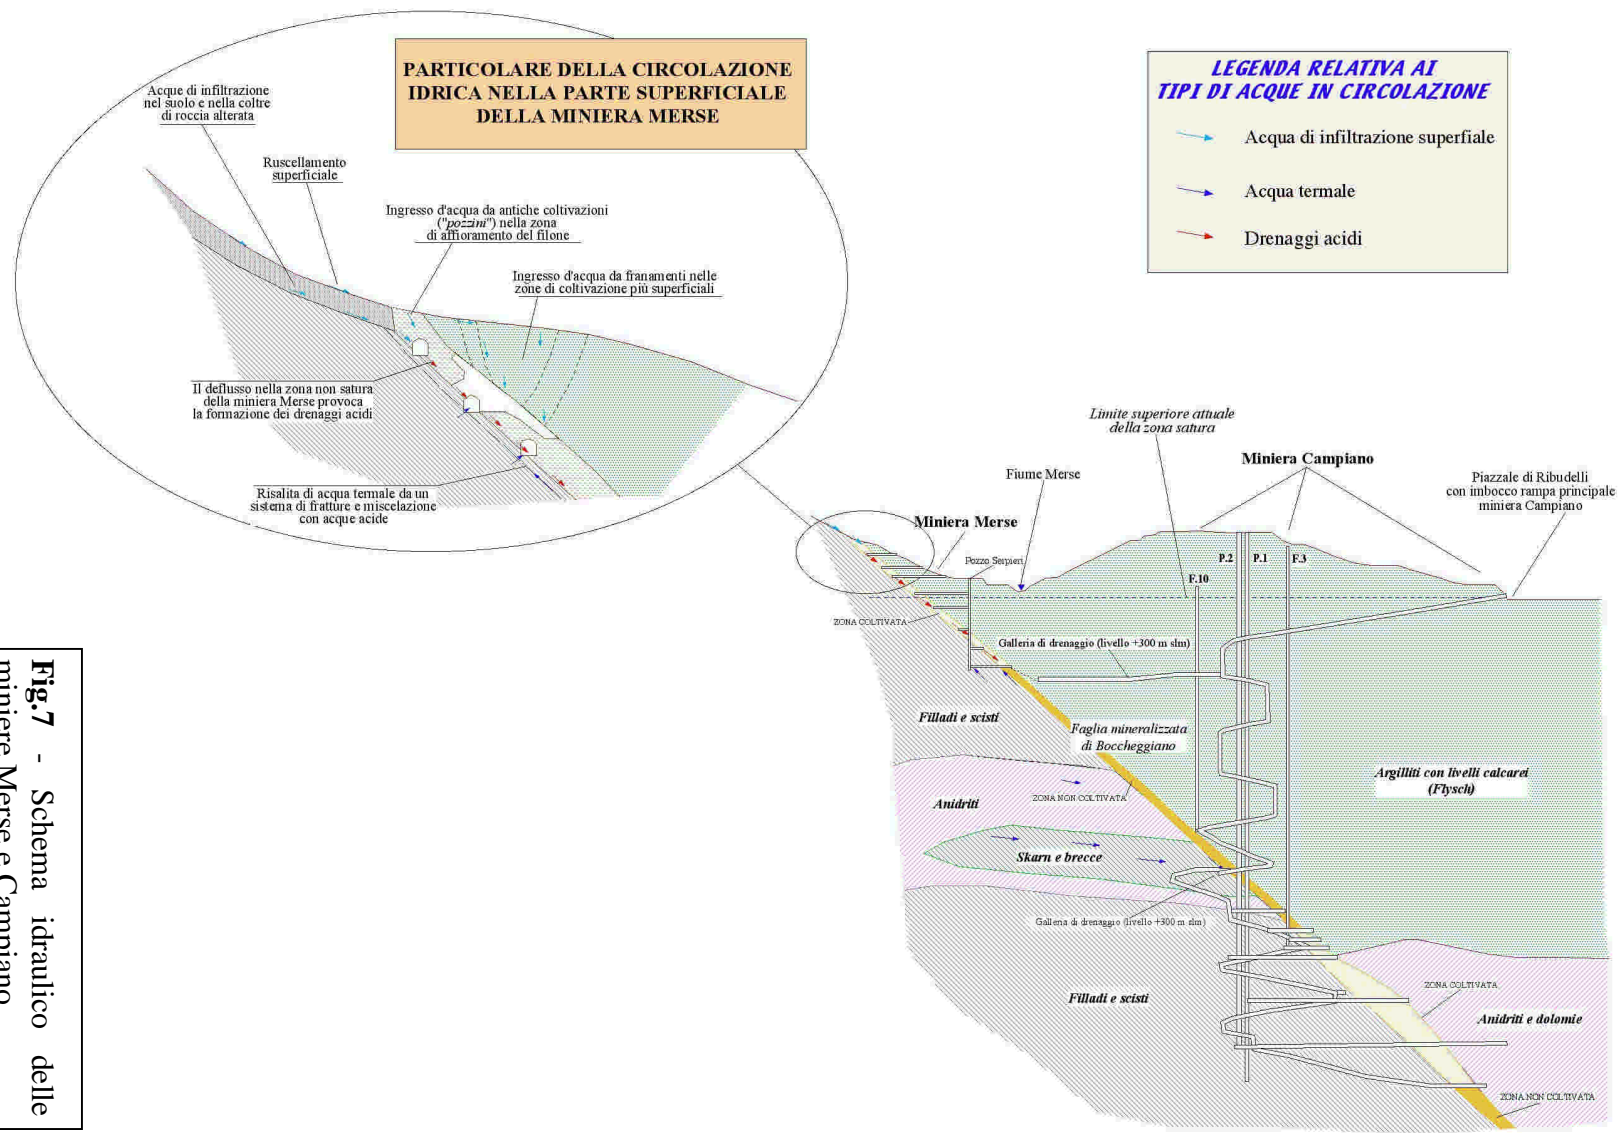 PARTICOLARE DELLA CIRCOLAZIONE
IDRICA NELLA PARTE SUPERFICIALE
DELLA MINIERA MERSE
Acque di infiltrazione
nel suolo e nella coltre
di roccia alterata
Ruscellamento
superficiale
Ingresso d'acqua da antiche coltivazioni
("pozzini") nella zona
di affioramento del filone
Ingresso d'acqua da franamenti nelle
zone di coltivazione più superficiali
Il deflusso nella zona non satura
della miniera Merse provoca
la formazione dei drenaggi acidi
Risalita di acqua termale da un
sistema di fratture e miscelazione
con acque acide
LEGENDA RELATIVA AI
TIPI DI ACQUE IN CIRCOLAZIONE
Acqua di infiltrazione superfiale
Acqua termale
Drenaggi acidi
Limite superiore attuale
della zona satura
Fiume Merse
Miniera Campiano
Piazzale di Ribudelli
con imbocco rampa principale
miniera Campiano
Miniera Merse
Pozzo Serpieri
P.2
P.1
F.3
F.10
ZONA COLTIVATA
Galleria di drenaggio (livello +300 m slm)
Filladi e scisti
Faglia mineralizzata
di Boccheggiano
Argilliti con livelli calcarei
(Flysch)
Anidriti
ZONA NON COLTIVATA
Skarn e brecce
Galleria di drenaggio (livello +300 m slm)
Filladi e scisti
ZONA COLTIVATA
Anidriti e dolomie
ZONA NON COLTIVATA
Fig.7 - Schema idraulico delle
miniere Merse e Campiano